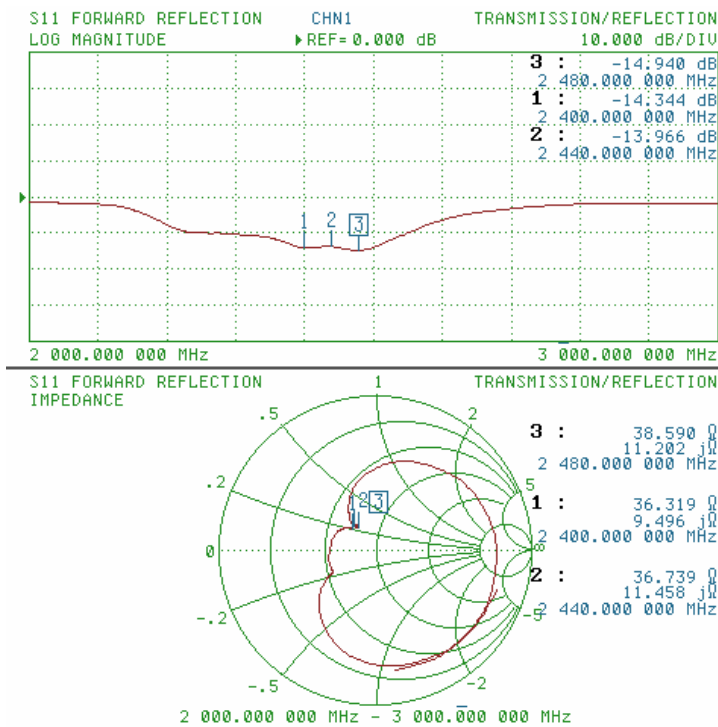 S11 FORWARD REFLECTION CHN1 TRANSMISSION/REFLECTION
LOG MAGNITUDE ▶REF= 0.000 dB 10.000 dB/DIV
3 : -14.940 dB
2 480.000 000 MHz
1 : -14.344 dB
2 400.000 000 MHz
2 : -13.966 dB
2 440.000 000 MHz
1 2 3
2 000.000 000 MHz 3 000.000 000 MHz
S11 FORWARD REFLECTION TRANSMISSION/REFLECTION
IMPEDANCE
1
.5 2
.2 5
0 ∞
-.2 -5
-.5 -2
2 3
3 : 38.590 Ω
11.202 jΩ
2 480.000 000 MHz
1 : 36.319 Ω
9.496 jΩ
2 400.000 000 MHz
2 : 36.739 Ω
11.458 jΩ
2 440.000 000 MHz
2 000.000 000 MHz - 3 000.000 000 MHz